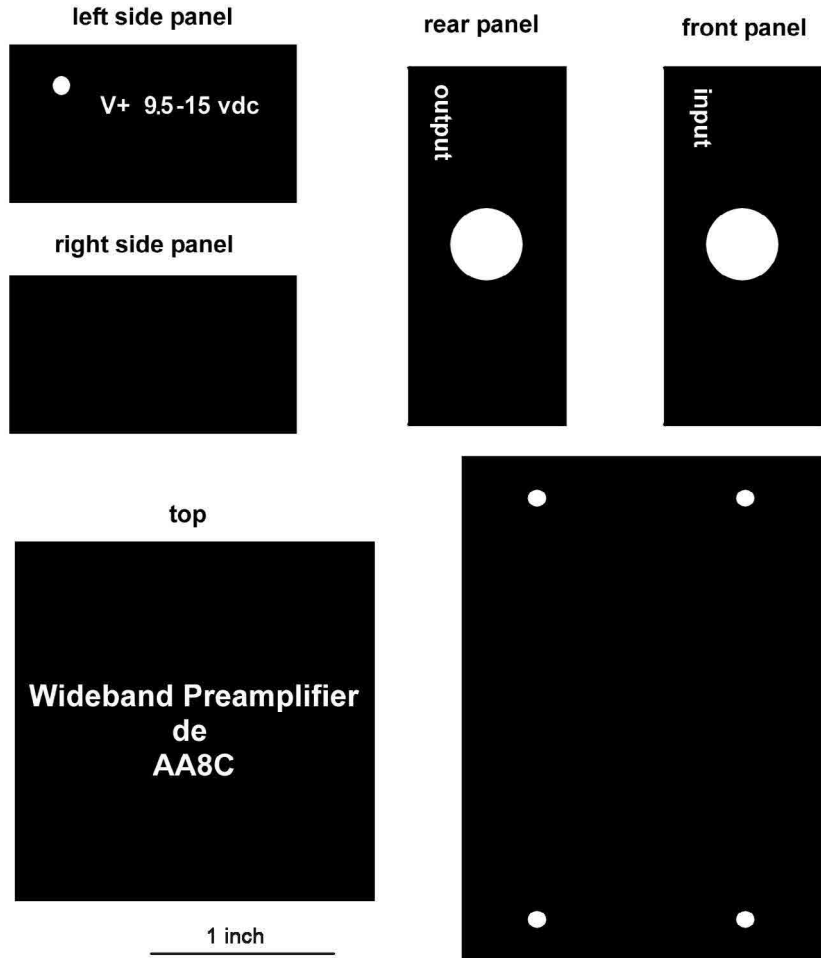 left side panel
V+ 9.5-15 vdc
right side panel
rear panel
output
front panel
input
top
Wideband Preamplifier
de
AA8C
1 inch